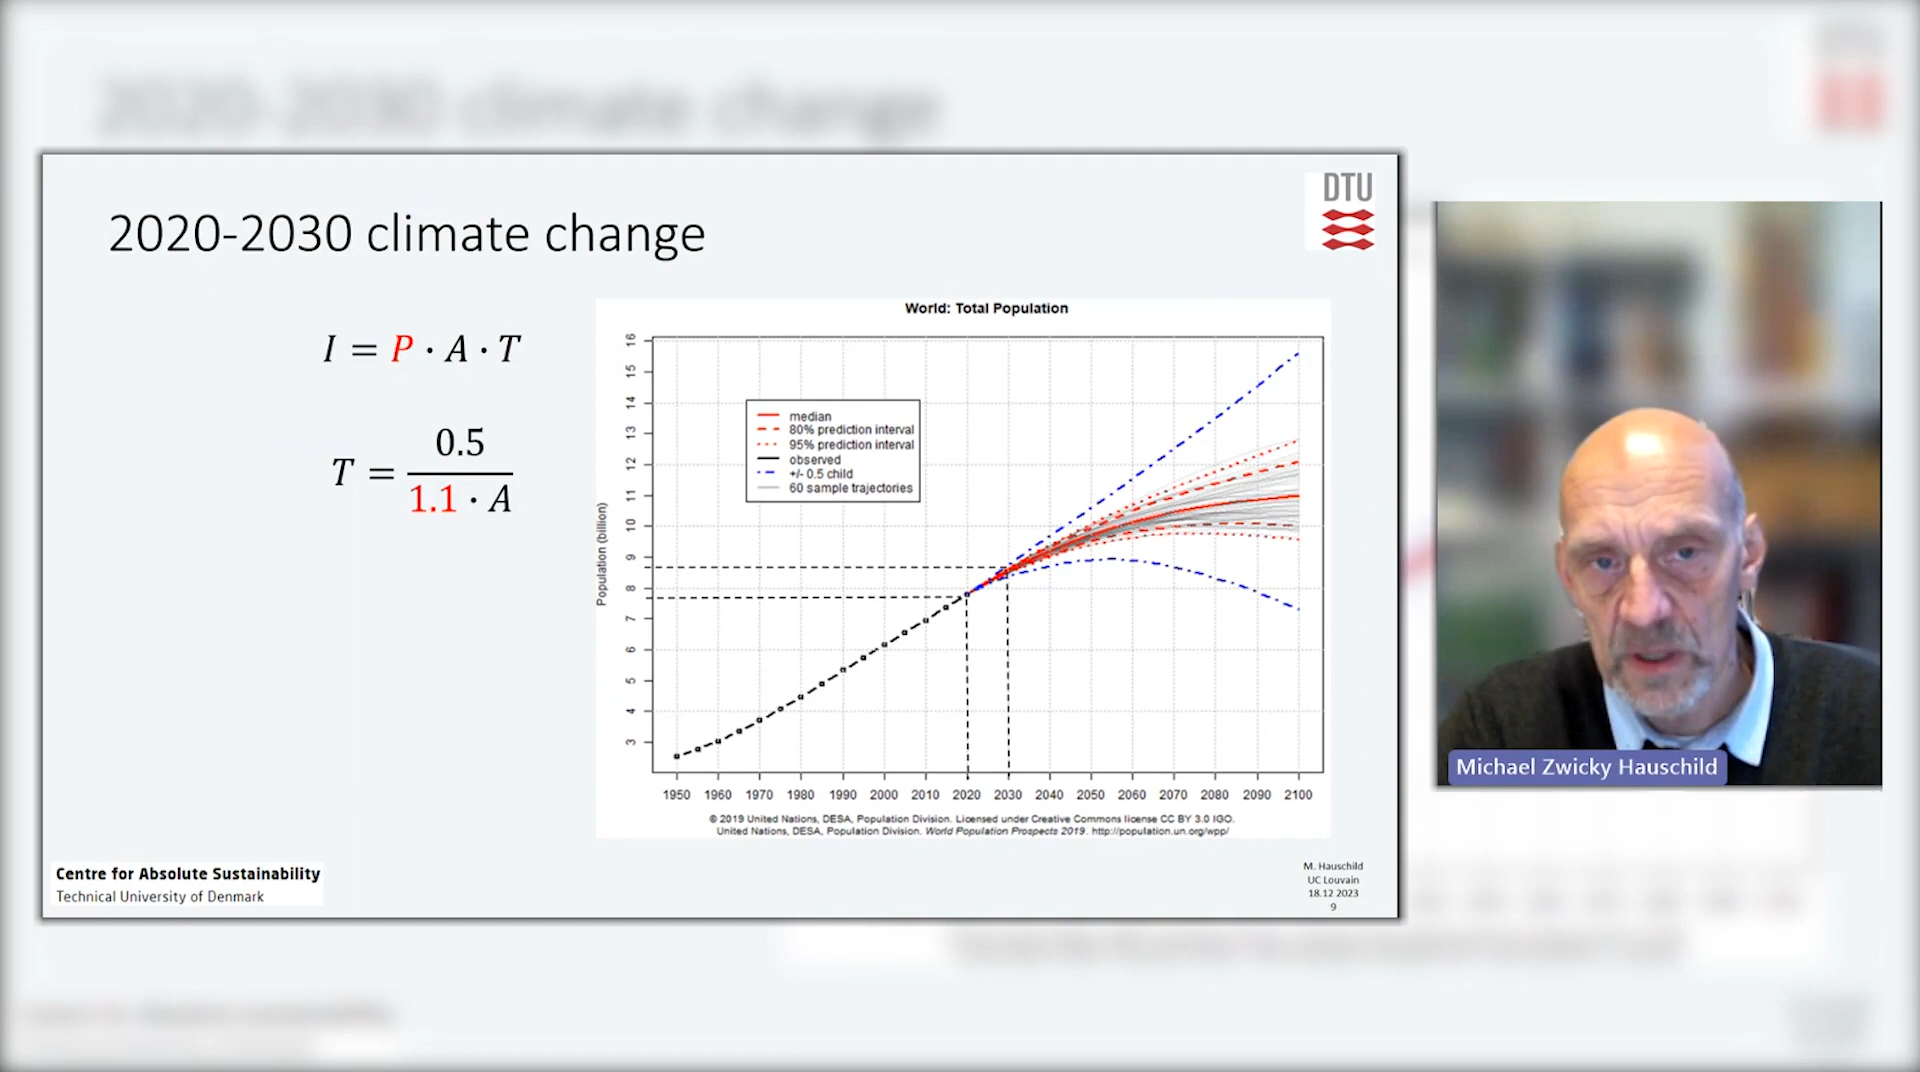 2020-2030 climate change
DTU
I = P · A · T
T = 0.5 / 1.1 · A
World: Total Population
Population (billion)
16
15
14
13
12
11
10
9
8
7
6
5
4
3
median
80% prediction interval
95% prediction interval
observed
+/- 0.5 child
60 sample trajectories
1950 1960 1970 1980 1990 2000 2010 2020 2030 2040 2050 2060 2070 2080 2090 2100
© 2019 United Nations, DESA, Population Division. Licensed under Creative Commons license CC BY 3.0 IGO.
United Nations, DESA, Population Division. World Population Prospects 2019. http://population.un.org/wpp/
Centre for Absolute Sustainability
Technical University of Denmark
M. Hauschild
UC Louvain
18.12 2023
9
Michael Zwicky Hauschild
2020-2030 climate change